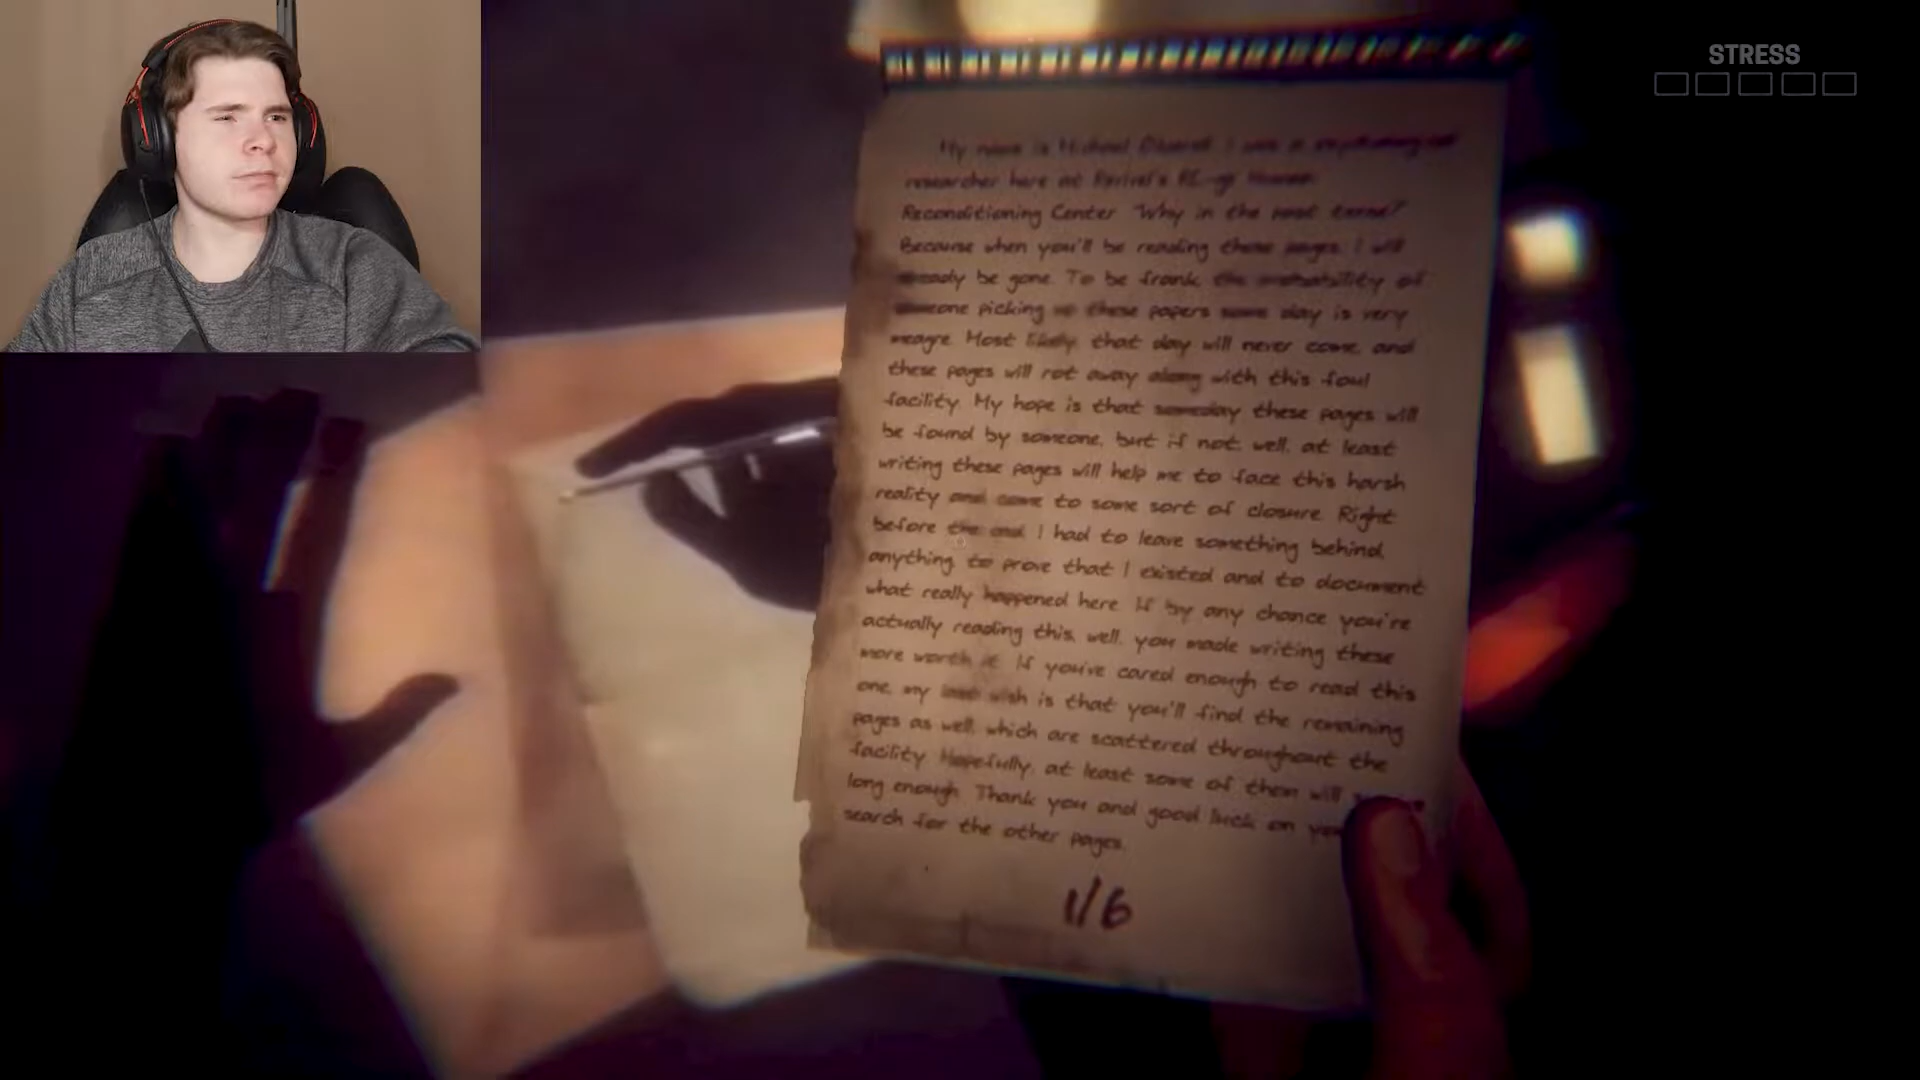 STRESS
My name is Michael I was a
researcher here at
Reconditioning Center "Why in the past tense?"
Because when you'll be reading these pages, I will
already be gone. To be frank, the probability of
someone picking up these papers some day is very
meagre. Most likely, that day will never come, and
these pages will rot away along with this foul
facility. My hope is that someday these pages will
be found by someone, but if not, well, at least
writing these pages will help me to face this harsh
reality and come to some sort of closure. Right
before the end, I had to leave something behind,
anything, to prove that I existed and to document
what really happened here. If by any chance you're
actually reading this, well, you made writing these
more worth it. If you've cared enough to read this
one, my last wish is that you'll find the remaining
pages as well, which are scattered throughout the
facility. Hopefully, at least some of them will
long enough. Thank you and good luck on
search for the other pages.
1/6